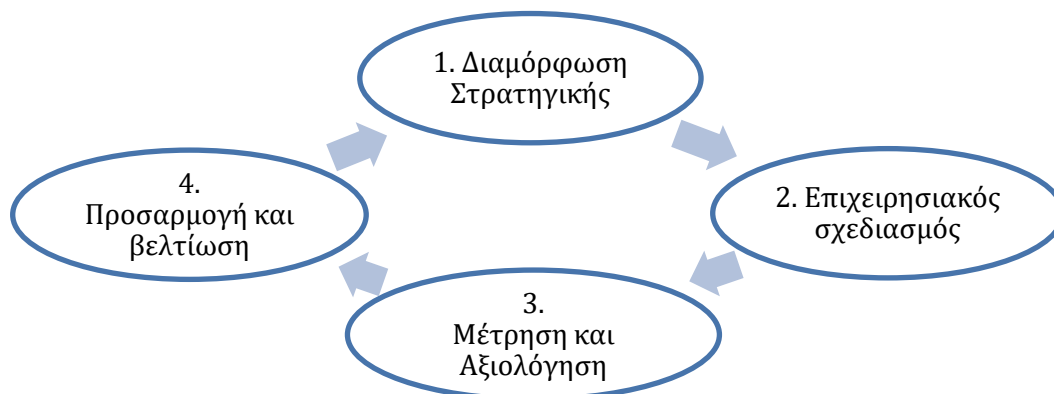 1. Διαμόρφωση
Στρατηγικής
2. Επιχειρησιακός
σχεδιασμός
3.
Μέτρηση και
Αξιολόγηση
4.
Προσαρμογή και
βελτίωση